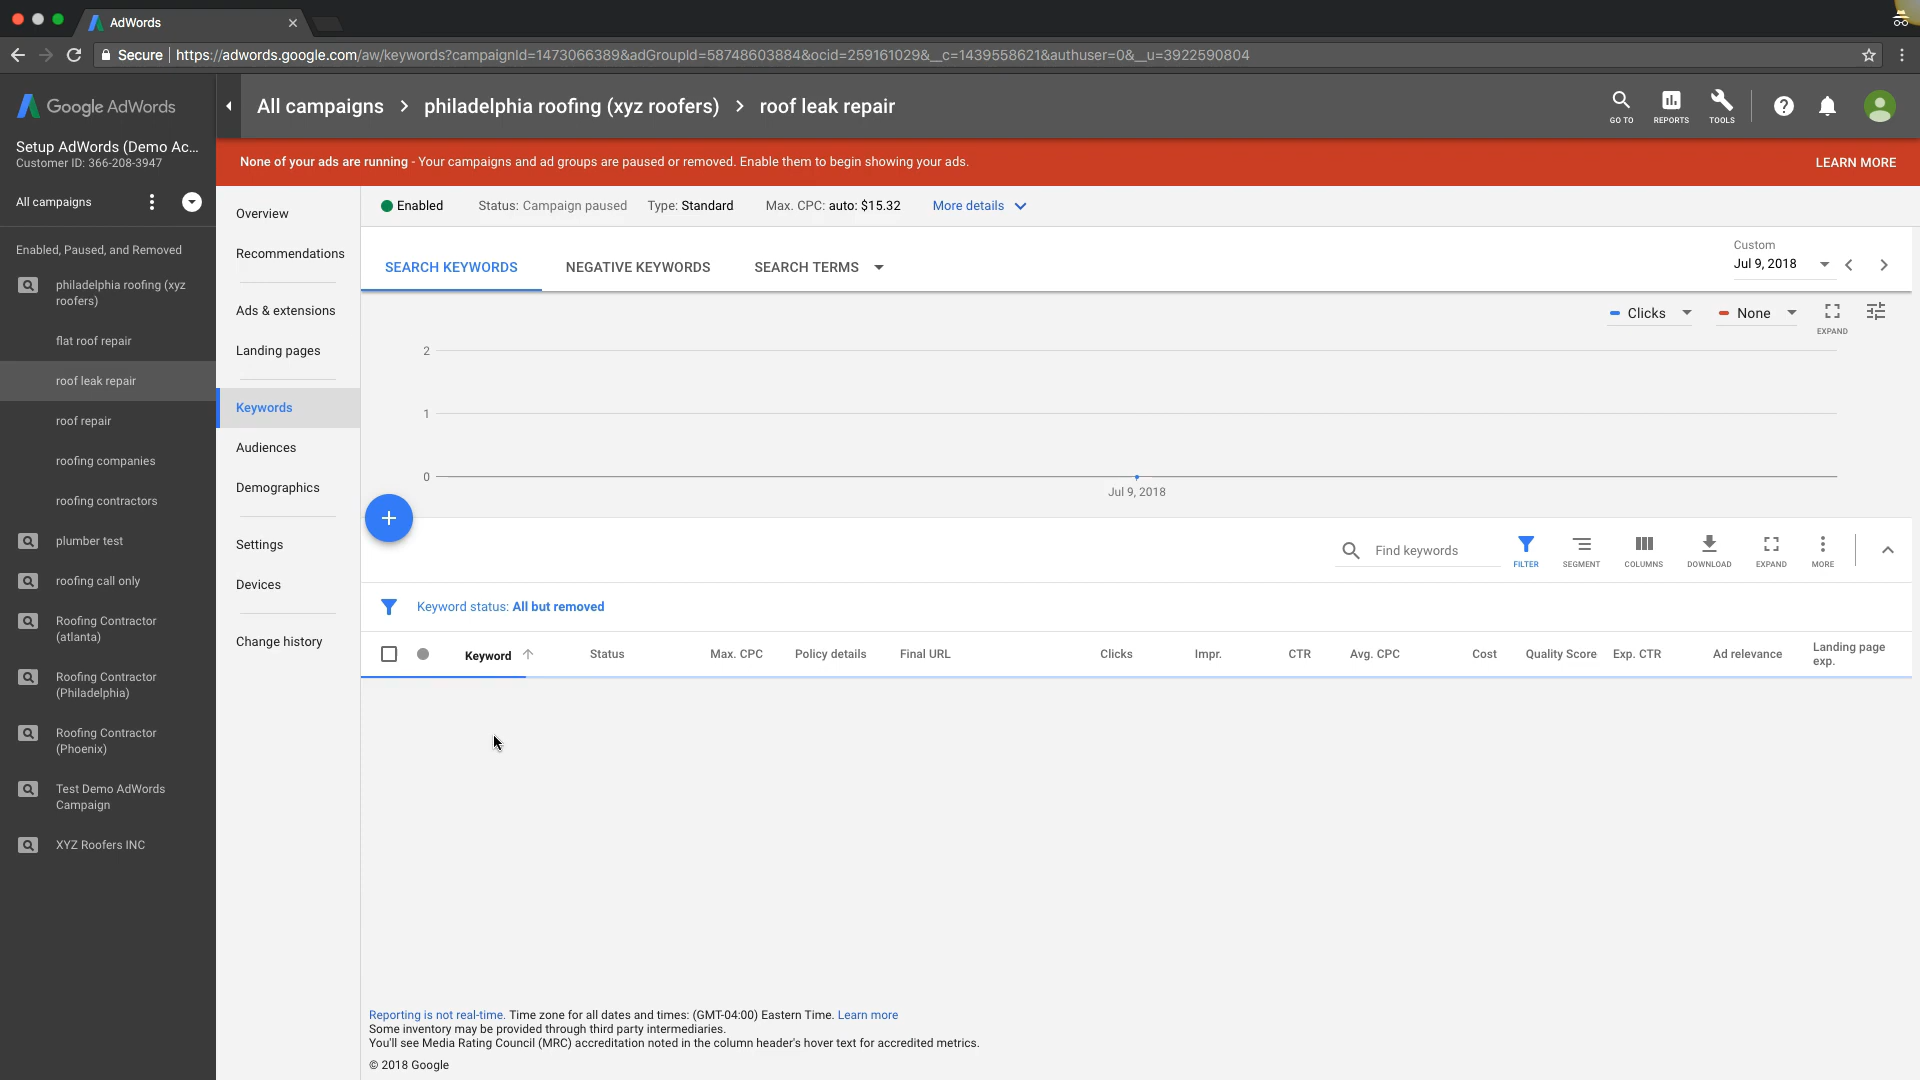 AdWords
Secure
https://adwords.google.com/aw/keywords?campaignId=1473066389&adGroupId=58748603884&ocid=259161029&__c=1439558621&authuser=0&__u=3922590804
Google AdWords
All campaigns > philadelphia roofing (xyz roofers) > roof leak repair
GO TO
REPORTS
TOOLS
Setup AdWords (Demo Ac...
Customer ID: 366-208-3947
None of your ads are running - Your campaigns and ad groups are paused or removed. Enable them to begin showing your ads.
LEARN MORE
All campaigns
Enabled, Paused, and Removed
philadelphia roofing (xyz
roofers)
flat roof repair
roof leak repair
roof repair
roofing companies
roofing contractors
plumber test
roofing call only
Roofing Contractor
(atlanta)
Roofing Contractor
(Philadelphia)
Roofing Contractor
(Phoenix)
Test Demo AdWords
Campaign
XYZ Roofers INC
Overview
Recommendations
Ads & extensions
Landing pages
Keywords
Audiences
Demographics
Settings
Devices
Change history
Enabled
Status: Campaign paused
Type: Standard
Max. CPC: auto: $15.32
More details
SEARCH KEYWORDS
NEGATIVE KEYWORDS
SEARCH TERMS
Custom
Jul 9, 2018
Clicks
None
EXPAND
2
1
0
Jul 9, 2018
Find keywords
FILTER
SEGMENT
COLUMNS
DOWNLOAD
EXPAND
MORE
Keyword status: All but removed
Keyword
Status
Max. CPC
Policy details
Final URL
Clicks
Impr.
CTR
Avg. CPC
Cost
Quality Score
Exp. CTR
Ad relevance
Landing page
exp.
Reporting is not real-time. Time zone for all dates and times: (GMT-04:00) Eastern Time. Learn more
Some inventory may be provided through third party intermediaries.
You'll see Media Rating Council (MRC) accreditation noted in the column header's hover text for accredited metrics.
© 2018 Google